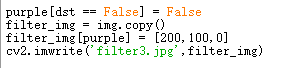 purple[dst == False] = False
filter_img = img.copy()
filter_img[purple] = [200,100,0]
cv2.imwrite('filter3.jpg',filter_img)